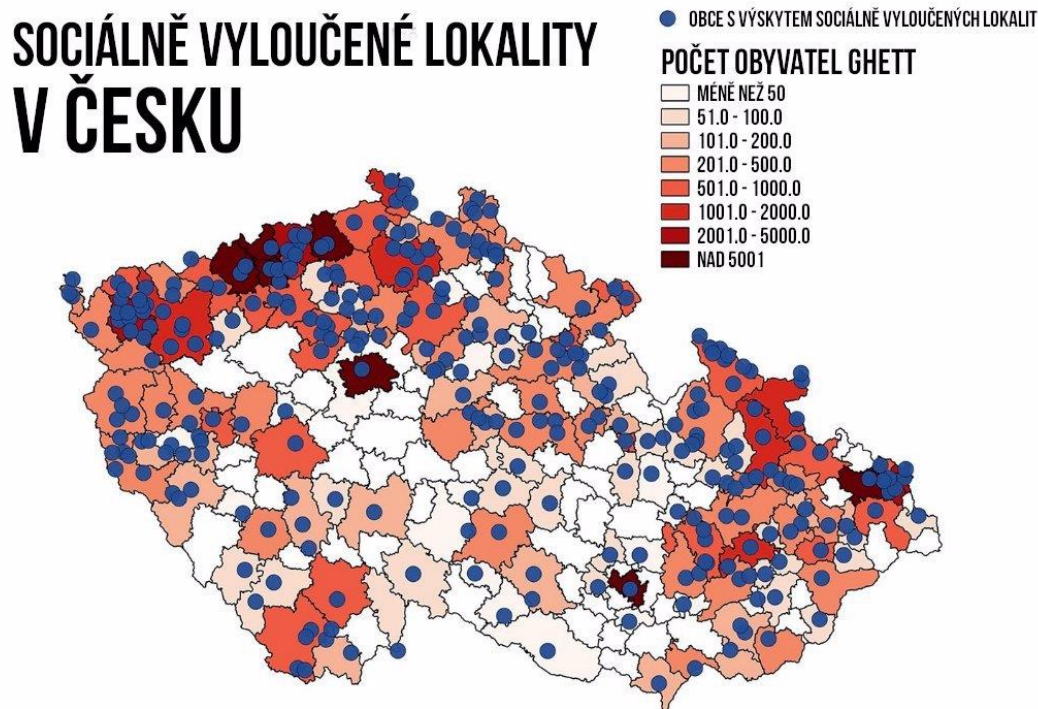 SOCIÁLNĚ VYLOUČENÉ LOKALITY
V ČESKU
OBCE S VÝSKYTEM SOCIÁLNĚ VYLOUČENÝCH LOKALIT
POČET OBYVATEL GHETT
MÉNĚ NEŽ 50
51.0 - 100.0
101.0 - 200.0
201.0 - 500.0
501.0 - 1000.0
1001.0 - 2000.0
2001.0 - 5000.0
NAD 5001